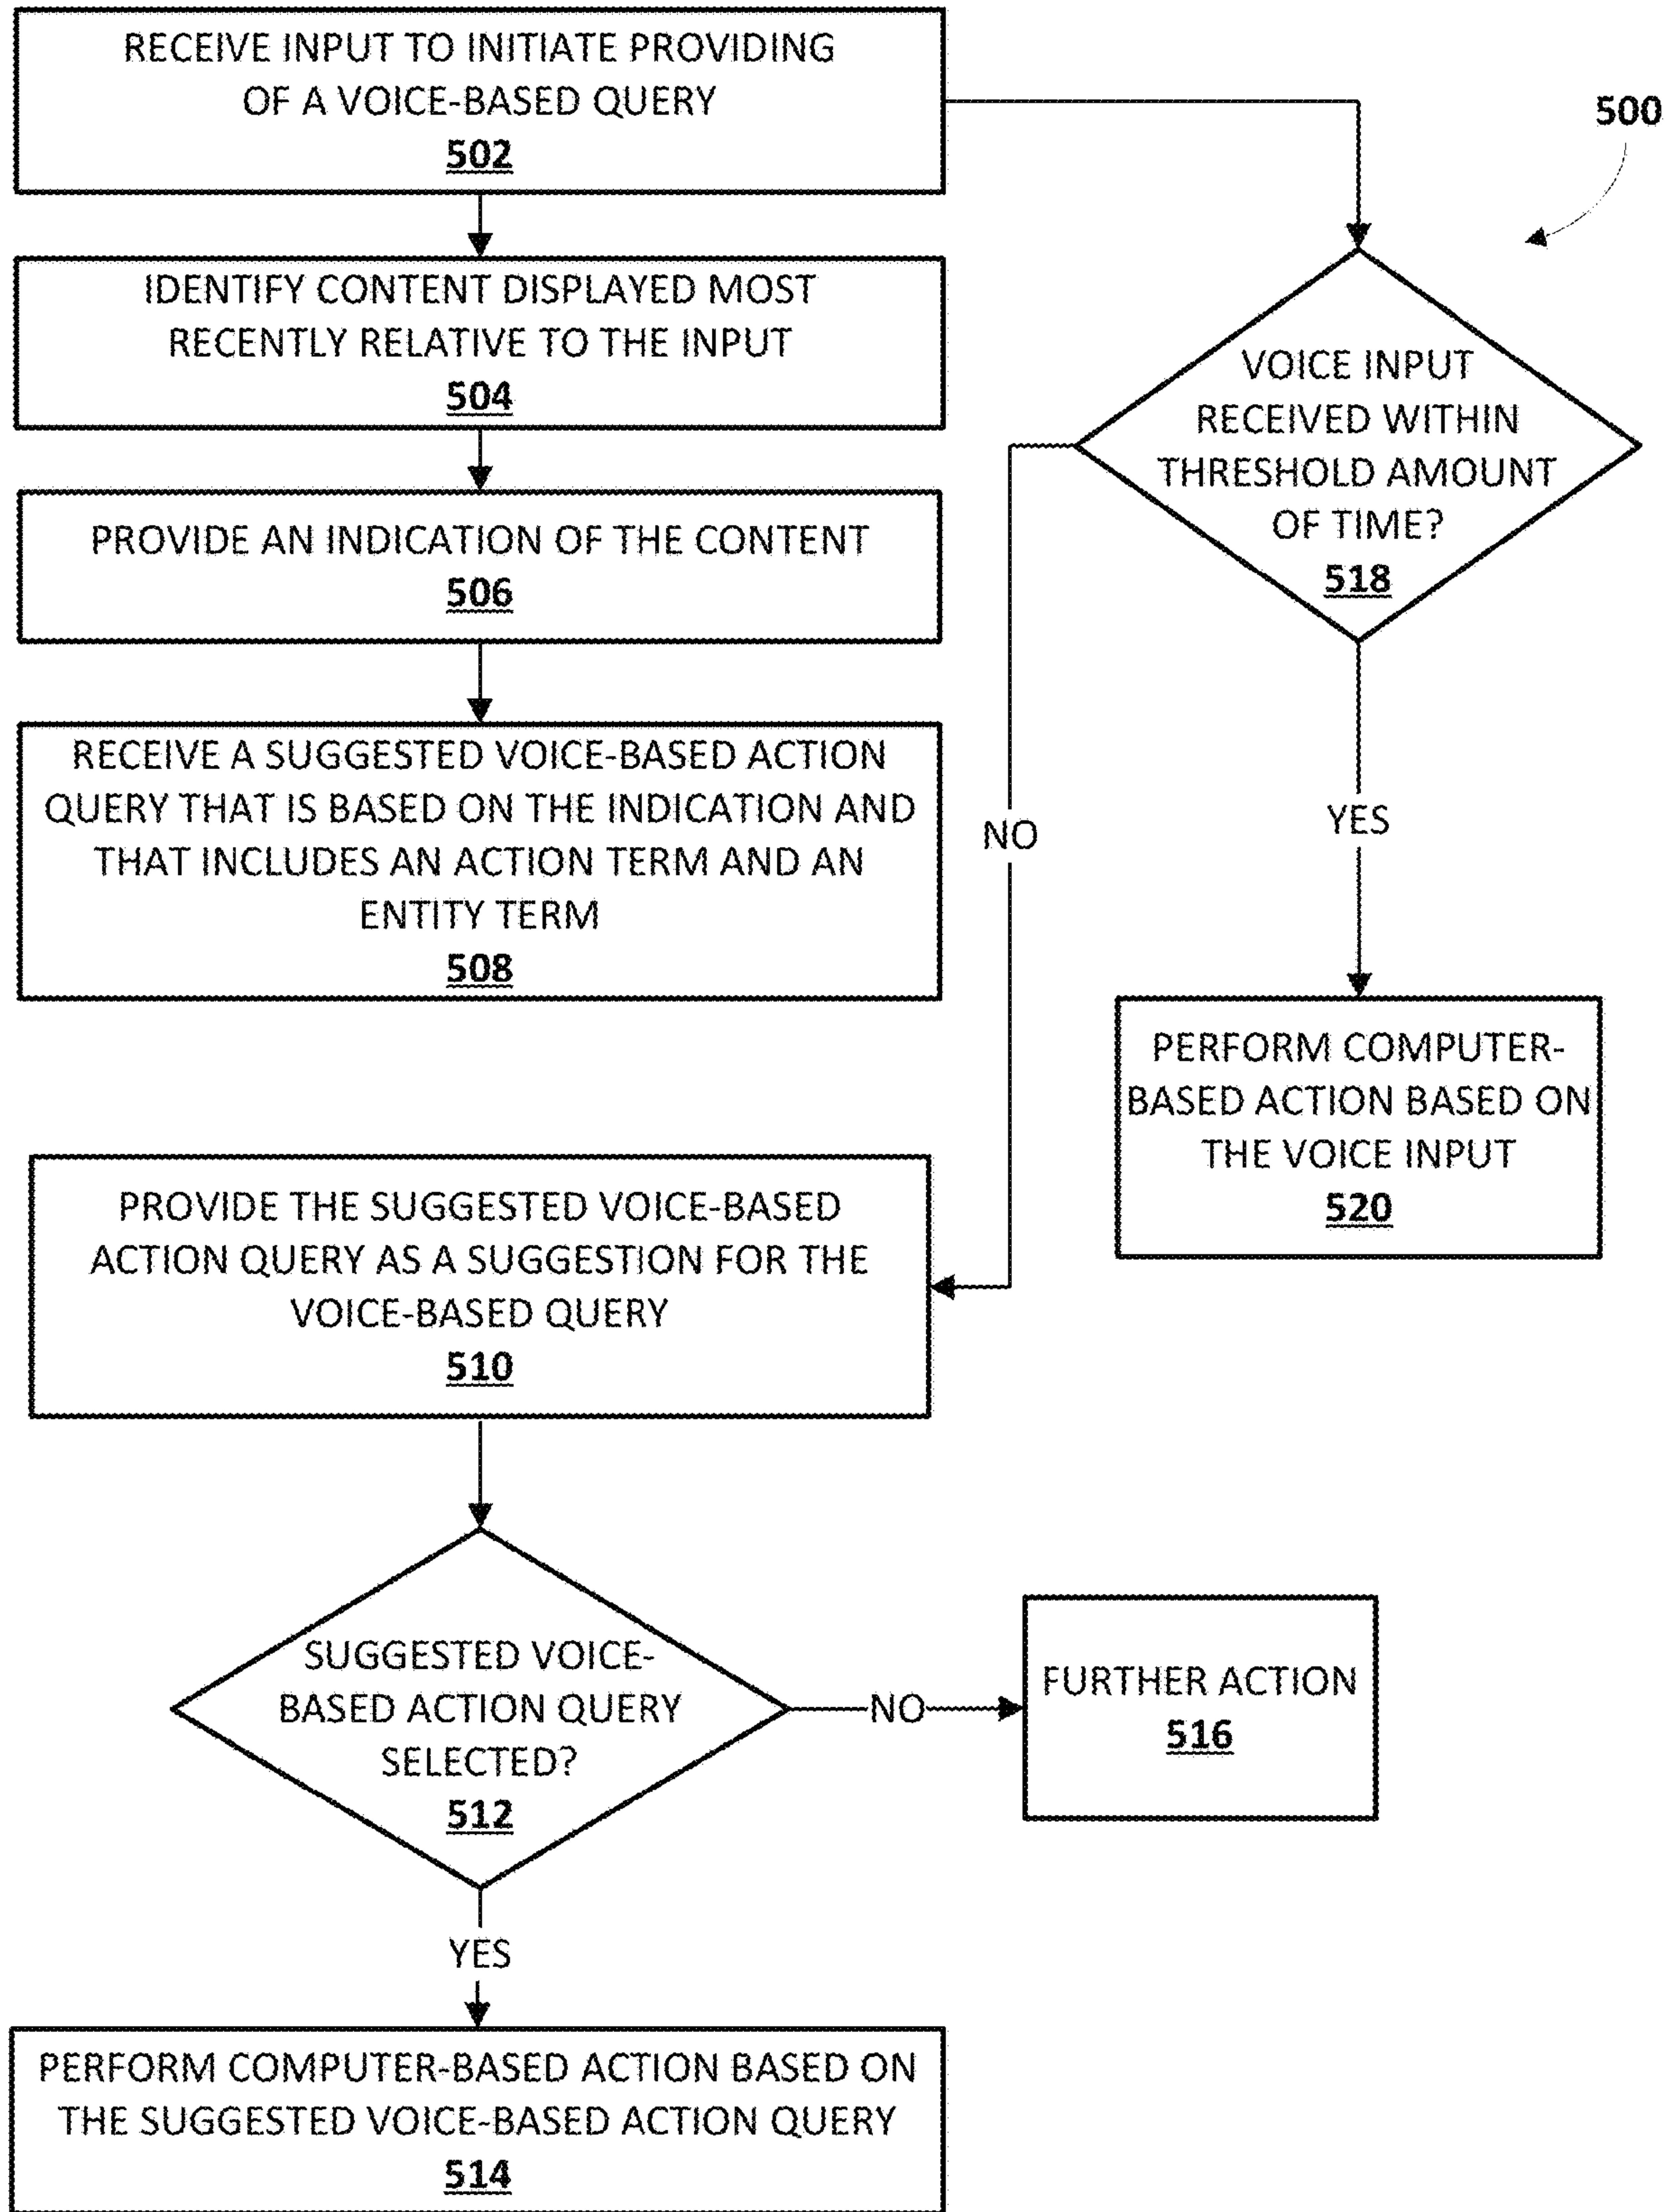 RECEIVE INPUT TO INITIATE PROVIDING
OF A VOICE-BASED QUERY
502
500
IDENTIFY CONTENT DISPLAYED MOST
RECENTLY RELATIVE TO THE INPUT
504
VOICE INPUT
RECEIVED WITHIN
THRESHOLD AMOUNT
OF TIME?
518
PROVIDE AN INDICATION OF THE CONTENT
506
RECEIVE A SUGGESTED VOICE-BASED ACTION
QUERY THAT IS BASED ON THE INDICATION AND
THAT INCLUDES AN ACTION TERM AND AN
ENTITY TERM
508
NO
YES
PERFORM COMPUTER-
BASED ACTION BASED ON
THE VOICE INPUT
520
PROVIDE THE SUGGESTED VOICE-BASED
ACTION QUERY AS A SUGGESTION FOR THE
VOICE-BASED QUERY
510
SUGGESTED VOICE-
BASED ACTION QUERY
SELECTED?
512
NO
FURTHER ACTION
516
YES
PERFORM COMPUTER-BASED ACTION BASED ON
THE SUGGESTED VOICE-BASED ACTION QUERY
514